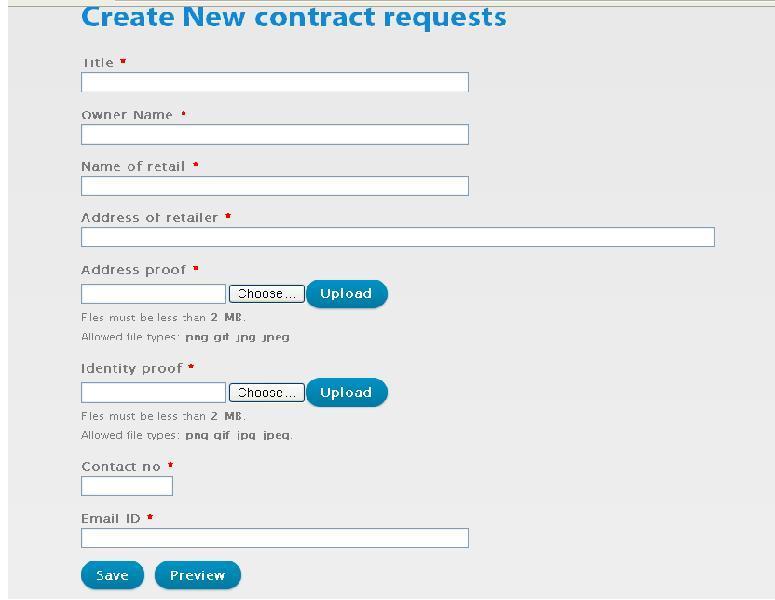 Create New contract requests
Title *
Owner Name *
Name of retail *
Address of retailer *
Address proof *
Choose... Upload
Files must be less than 2 MB.
Allowed file types: png gif jpg jpeg.
Identity proof *
Choose... Upload
Files must be less than 2 MB.
Allowed file types: png gif jpg jpeg.
Contact no *
Email ID *
Save Preview